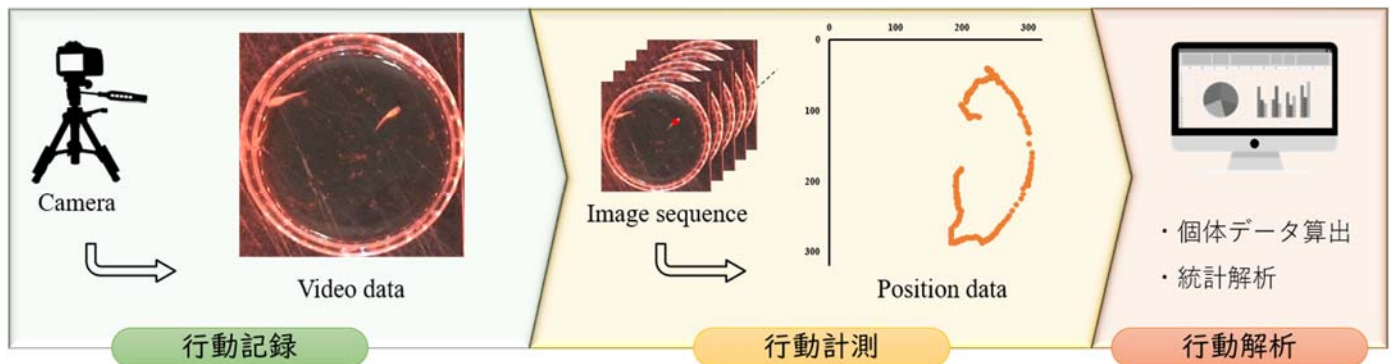 Camera
Video data
行動記録
Image sequence
0 100 200 300
0
100
200
300
Position data
行動計測
・個体データ算出
・統計解析
行動解析